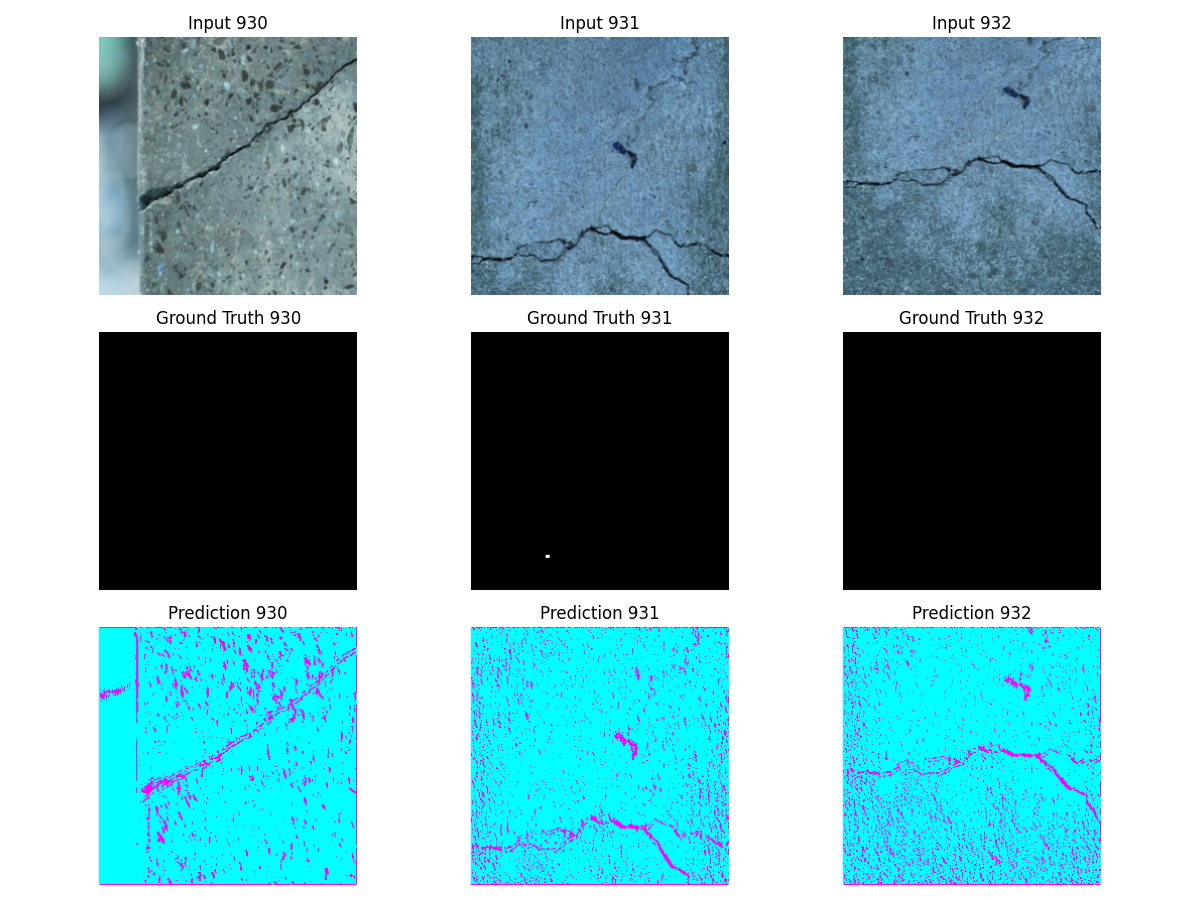 Input 930
Input 931
Input 932
Ground Truth 930
Ground Truth 931
Ground Truth 932
Prediction 930
Prediction 931
Prediction 932